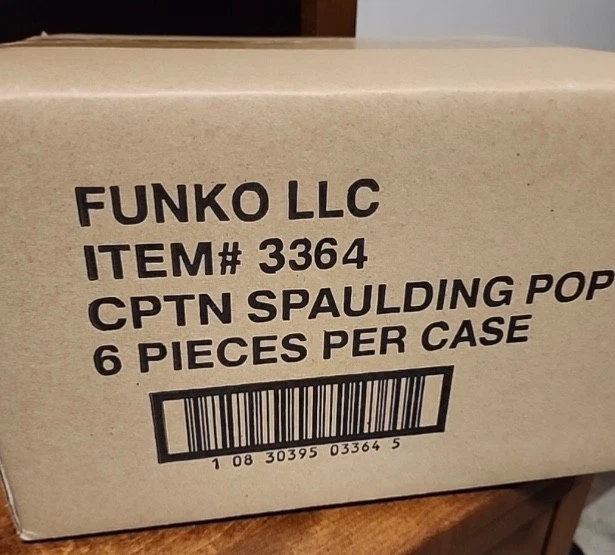 FUNKO LLC
ITEM# 3364
CPTN SPAULDING POP
6 PIECES PER CASE
1 08 30395 03364 5